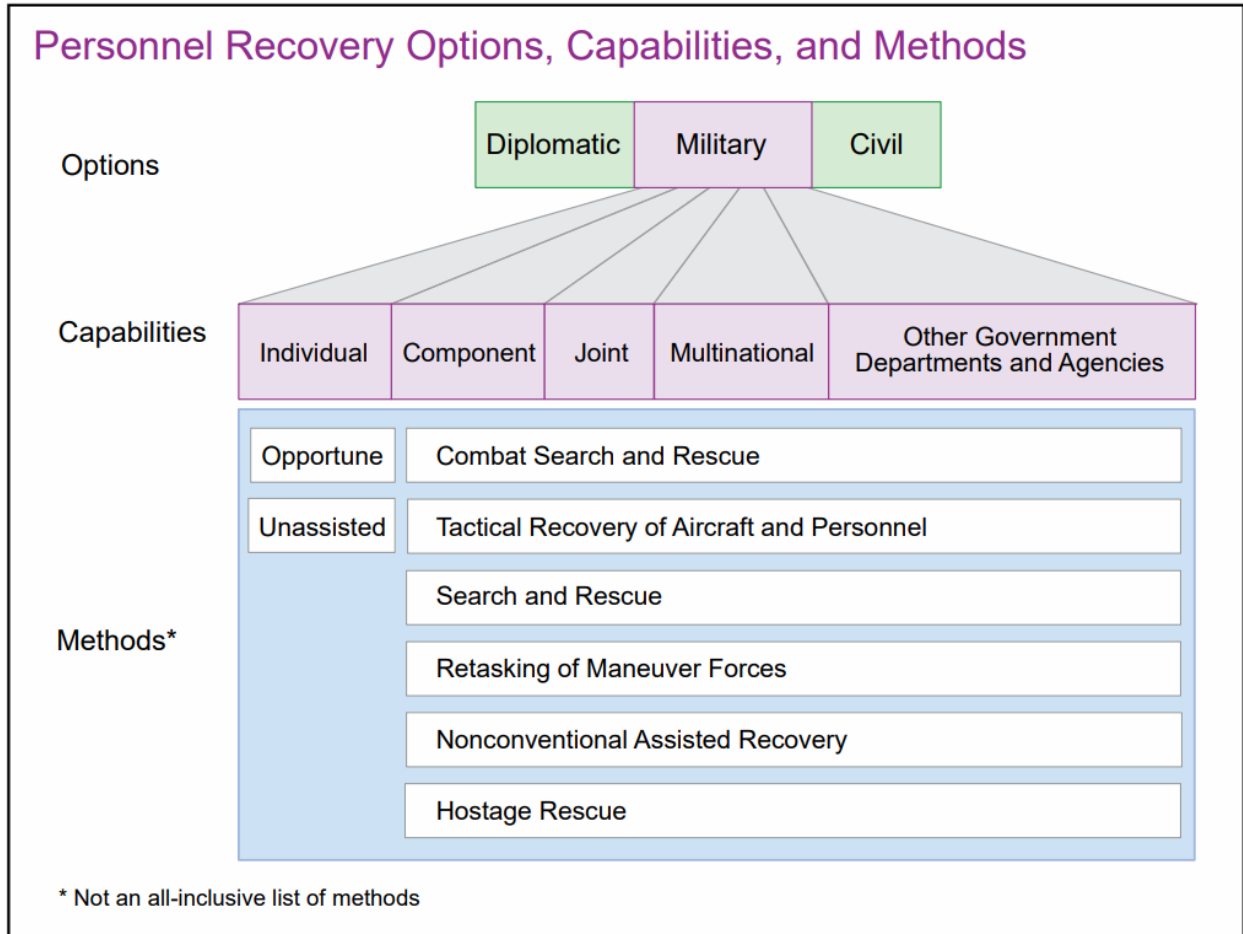 Personnel Recovery Options, Capabilities, and Methods
Options
Diplomatic
Military
Civil
Capabilities
Individual
Component
Joint
Multinational
Other Government
Departments and Agencies
Methods*
Opportune
Combat Search and Rescue
Unassisted
Tactical Recovery of Aircraft and Personnel
Search and Rescue
Retasking of Maneuver Forces
Nonconventional Assisted Recovery
Hostage Rescue
* Not an all-inclusive list of methods